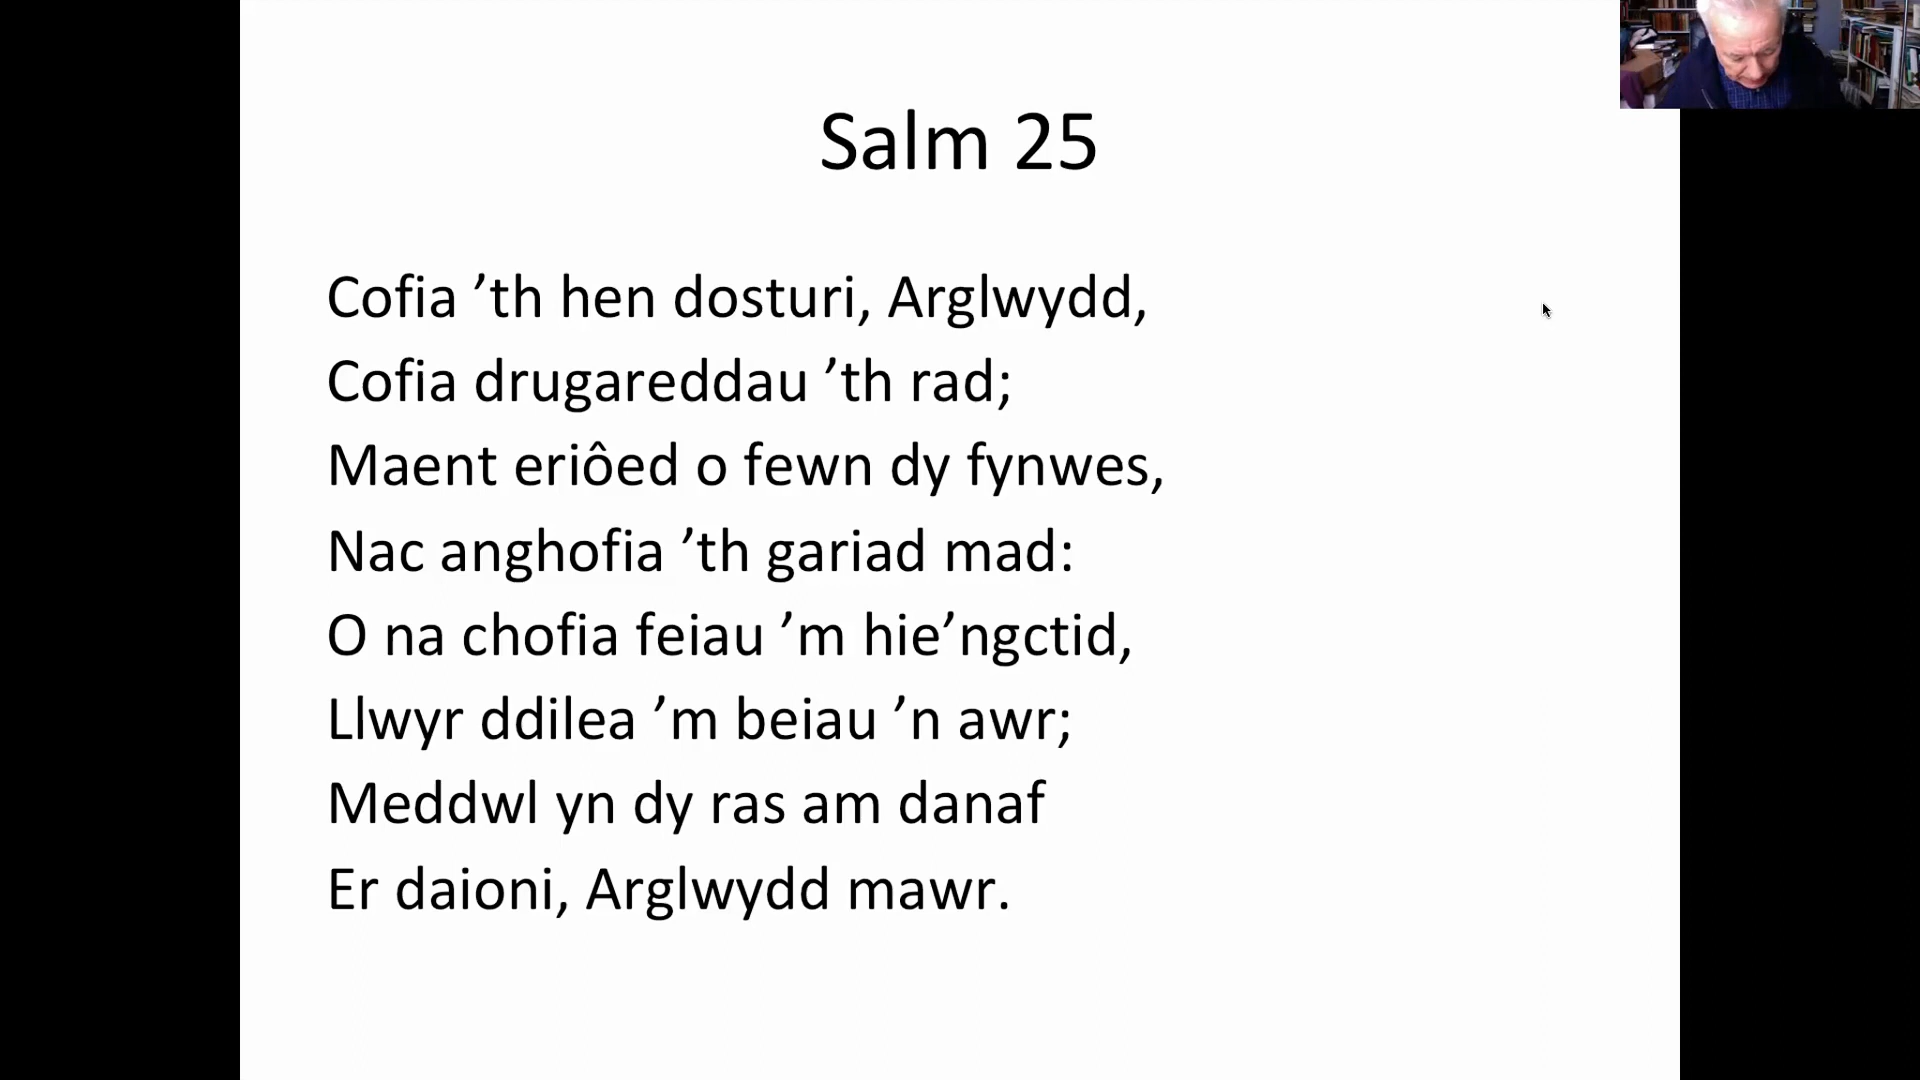 Salm 25
Cofia ’th hen dosturi, Arglwydd,
Cofia drugareddau ’th rad;
Maent eriôed o fewn dy fynwes,
Nac anghofia ’th gariad mad:
O na chofia feiau ’m hie’ngctid,
Llwyr ddilea ’m beiau ’n awr;
Meddwl yn dy ras am danaf
Er daioni, Arglwydd mawr.